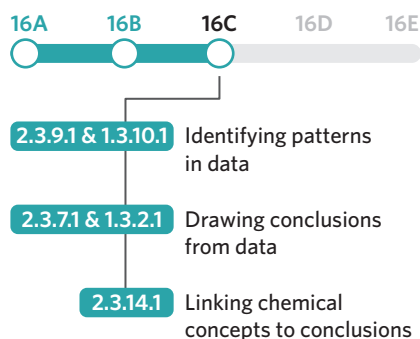 16A 16B 16C 16D 16E
2.3.9.1 & 1.3.10.1 Identifying patterns
in data
2.3.7.1 & 1.3.2.1 Drawing conclusions
from data
2.3.14.1 Linking chemical
concepts to conclusions